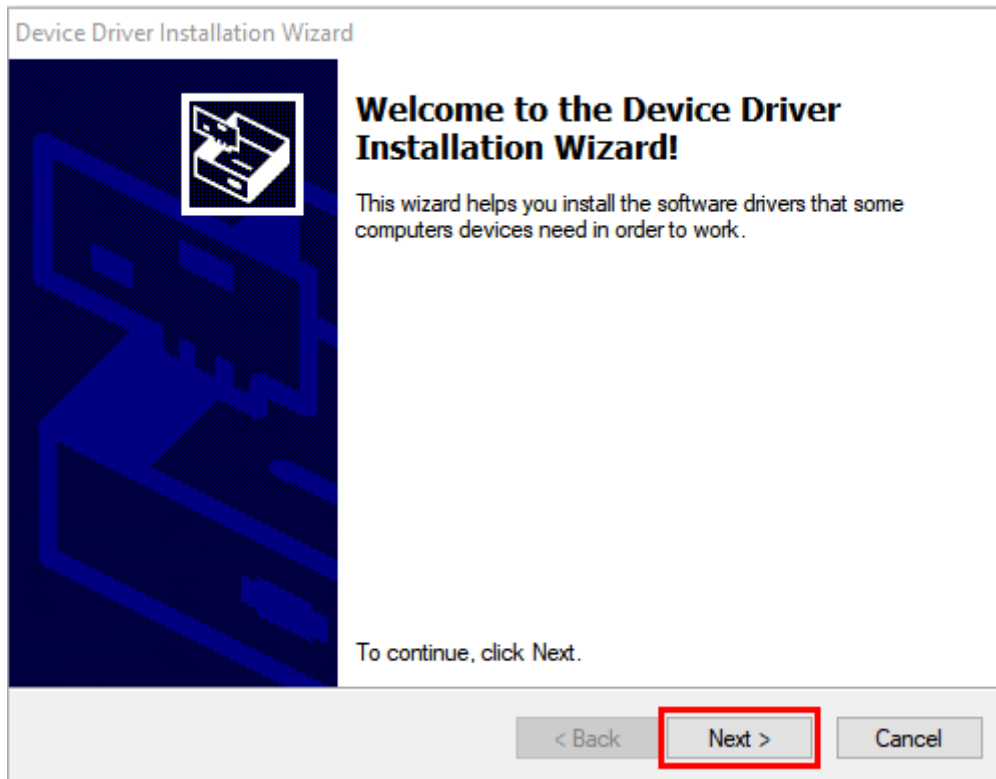 Device Driver Installation Wizard
Welcome to the Device Driver
Installation Wizard!
This wizard helps you install the software drivers that some
computers devices need in order to work.
To continue, click Next.
< Back
Next >
Cancel